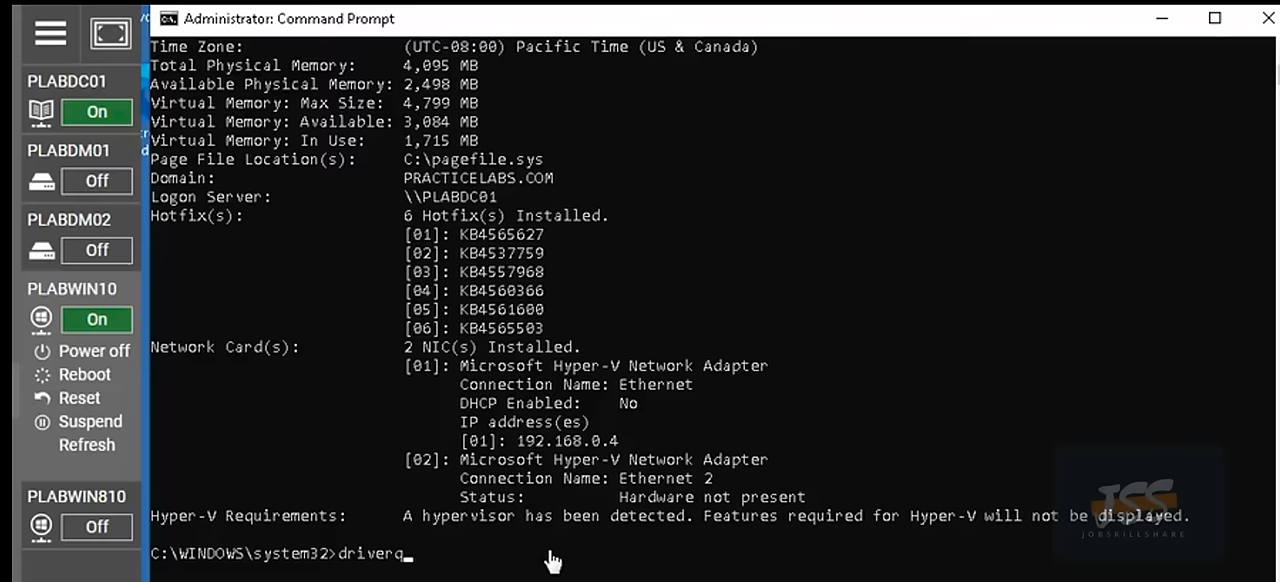 Administrator: Command Prompt
PLABDC01
On
PLABDM01
Off
PLABDM02
Off
PLABWIN10
On
Power off
Reboot
Reset
Suspend
Refresh
PLABWIN810
Off
Time Zone: (UTC-08:00) Pacific Time (US & Canada)
Total Physical Memory: 4,095 MB
Available Physical Memory: 2,498 MB
Virtual Memory: Max Size: 4,799 MB
Virtual Memory: Available: 3,084 MB
Virtual Memory: In Use: 1,715 MB
Page File Location(s): C:\pagefile.sys
Domain: PRACTICELABS.COM
Logon Server: \\PLABDC01
Hotfix(s): 6 Hotfix(s) Installed.
[01]: KB4565627
[02]: KB4537759
[03]: KB4557968
[04]: KB4560366
[05]: KB4561600
[06]: KB4565503
Network Card(s): 2 NIC(s) Installed.
[01]: Microsoft Hyper-V Network Adapter
Connection Name: Ethernet
DHCP Enabled: No
IP address(es)
[01]: 192.168.0.4
[02]: Microsoft Hyper-V Network Adapter
Connection Name: Ethernet 2
Status: Hardware not present
Hyper-V Requirements: A hypervisor has been detected. Features required for Hyper-V will not be displayed.
C:\WINDOWS\system32>driverq_
JSS
JOBSKILLSHARE